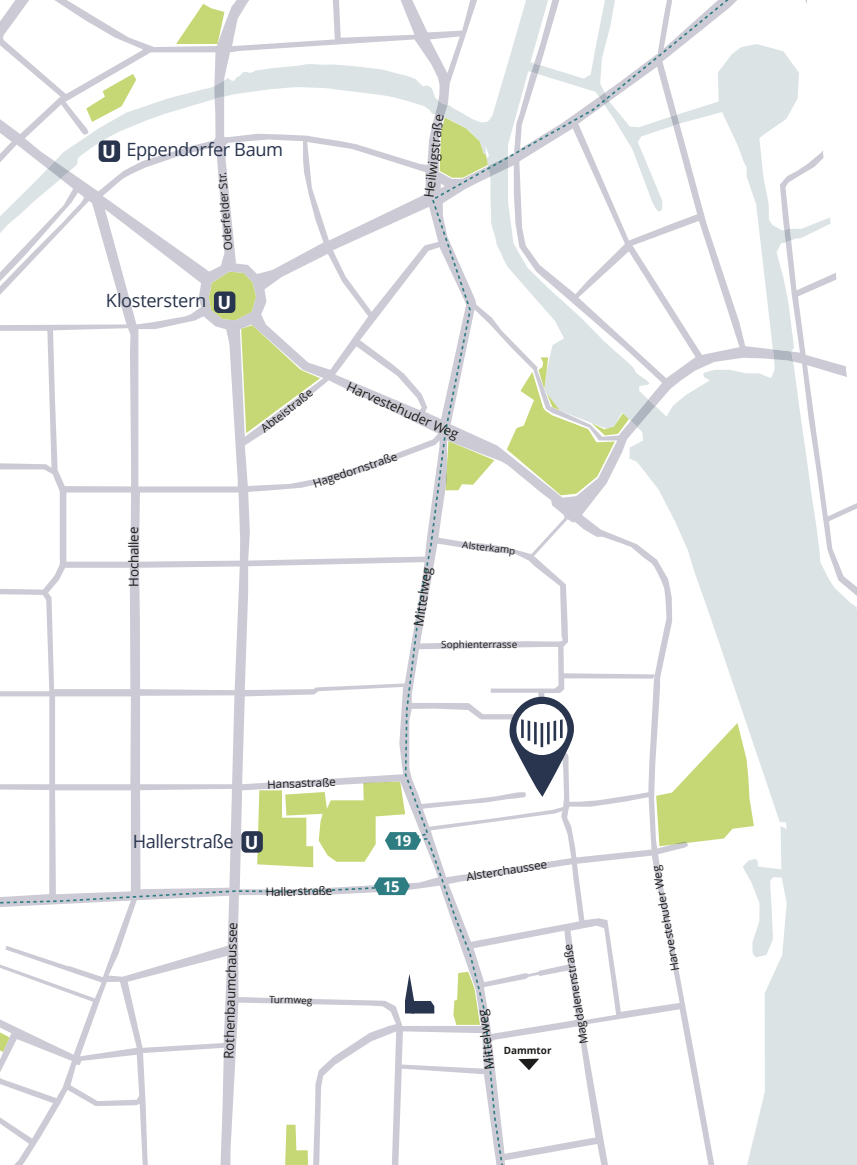 Heilwigstraße
U Eppendorfer Baum
Oderfelder Str.
Klosterstern U
Abteistraße
Harvestehuder Weg
Hagedornstraße
Hochallee
Alsterkamp
Mittelweg
Sophienterrasse
Hansastraße
Hallerstraße U
19
Alsterchaussee
15
Hallerstraße
Harvestehuder Weg
Rothenbaumchaussee
Magdalenenstraße
Turmweg
Mittelweg
Dammtor